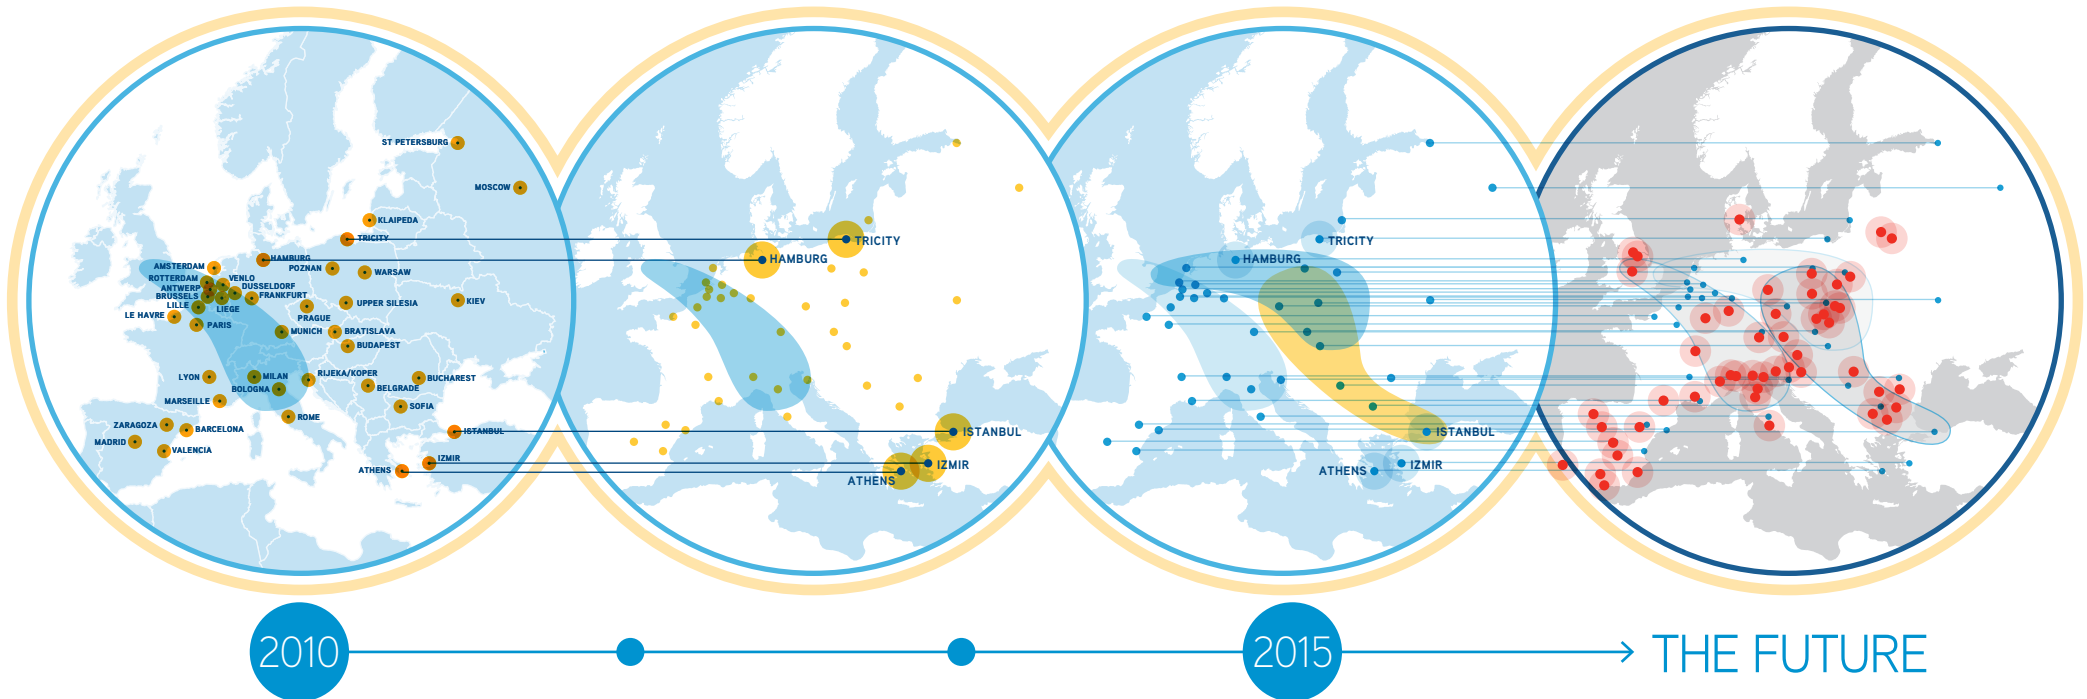 ST PETERSBURG
MOSCOW
KLAIPEDA
TRICITY
HAMBURG
POZNAN
WARSAW
AMSTERDAM
ROTTERDAM
VENLO
ANTWERP
DUSSELDORF
BRUSSELS
FRANKFURT
LILLE
LIEGE
UPPER SILESIA
KIEV
LE HAVRE
PRAGUE
PARIS
MUNICH
BRATISLAVA
BUDAPEST
LYON
MILAN
RIJEKA/KOPER
BUCHAREST
BOLOGNA
BELGRADE
MARSEILLE
SOFIA
ROME
ZARAGOZA
BARCELONA
MADRID
VALENCIA
ISTANBUL
IZMIR
ATHENS
TRICITY
HAMBURG
ISTANBUL
IZMIR
ATHENS
TRICITY
HAMBURG
ISTANBUL
ATHENS
IZMIR
2010
2015
THE FUTURE